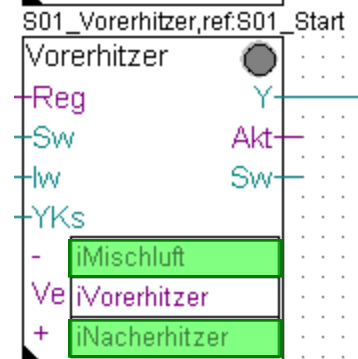 S01_Vorerhitzer,ref:S01_Start
Vorerhitzer
Reg Y
Sw Akt
Iw Sw
YKs
- iMischluft
Ve iVorerhitzer
+ iNacherhitzer